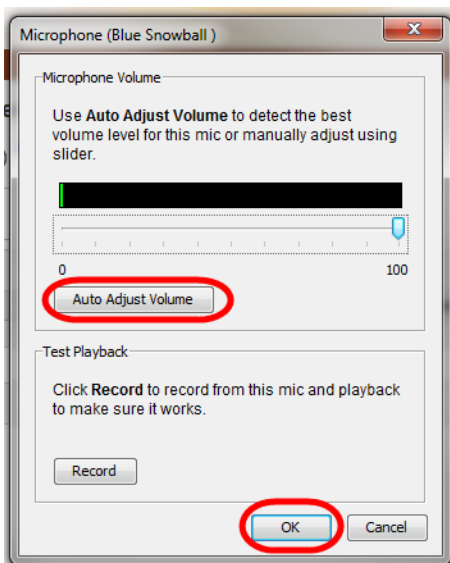 Microphone (Blue Snowball )
Microphone Volume
Use Auto Adjust Volume to detect the best
volume level for this mic or manually adjust using
slider.
0 100
Auto Adjust Volume
Test Playback
Click Record to record from this mic and playback
to make sure it works.
Record
OK Cancel